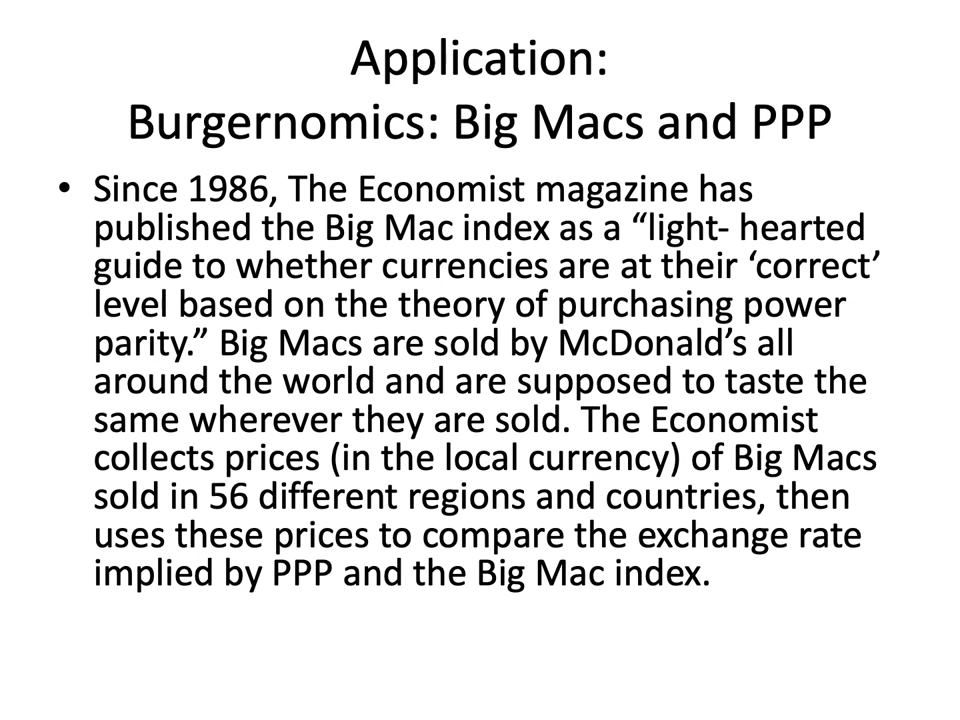 Application:
Burgernomics: Big Macs and PPP
• Since 1986, The Economist magazine has
published the Big Mac index as a “light- hearted
guide to whether currencies are at their ‘correct’
level based on the theory of purchasing power
parity.” Big Macs are sold by McDonald’s all
around the world and are supposed to taste the
same wherever they are sold. The Economist
collects prices (in the local currency) of Big Macs
sold in 56 different regions and countries, then
uses these prices to compare the exchange rate
implied by PPP and the Big Mac index.